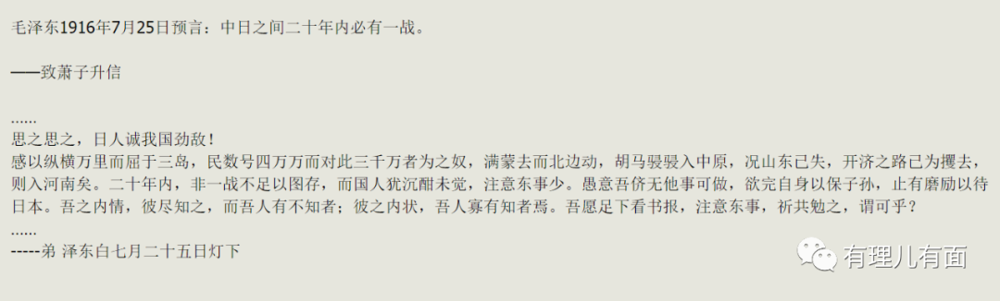 毛泽东1916年7月25日预言：中日之间二十年内必有一战。
——致萧子升信
……
思之思之，日人诚我国劲敌！
感以纵横万里而屈于三岛，民数号四万万而对此三千万者为之奴，满蒙去而北边动，胡马骎骎入中原，况山东已失，开济之路已为攫去，
则入河南矣。二十年内，非一战不足以图存，而国人犹沉酣未觉，注意东事少。愚意吾侪无他事可做，欲完自身以保子孙，止有磨励以待
日本。吾之内情，彼尽知之，而吾人有不知者；彼之内状，吾人寡有知者焉。吾愿足下看书报，注意东事，祈共勉之，谓可乎？
……
-----弟 泽东白七月二十五日灯下
有理儿有面